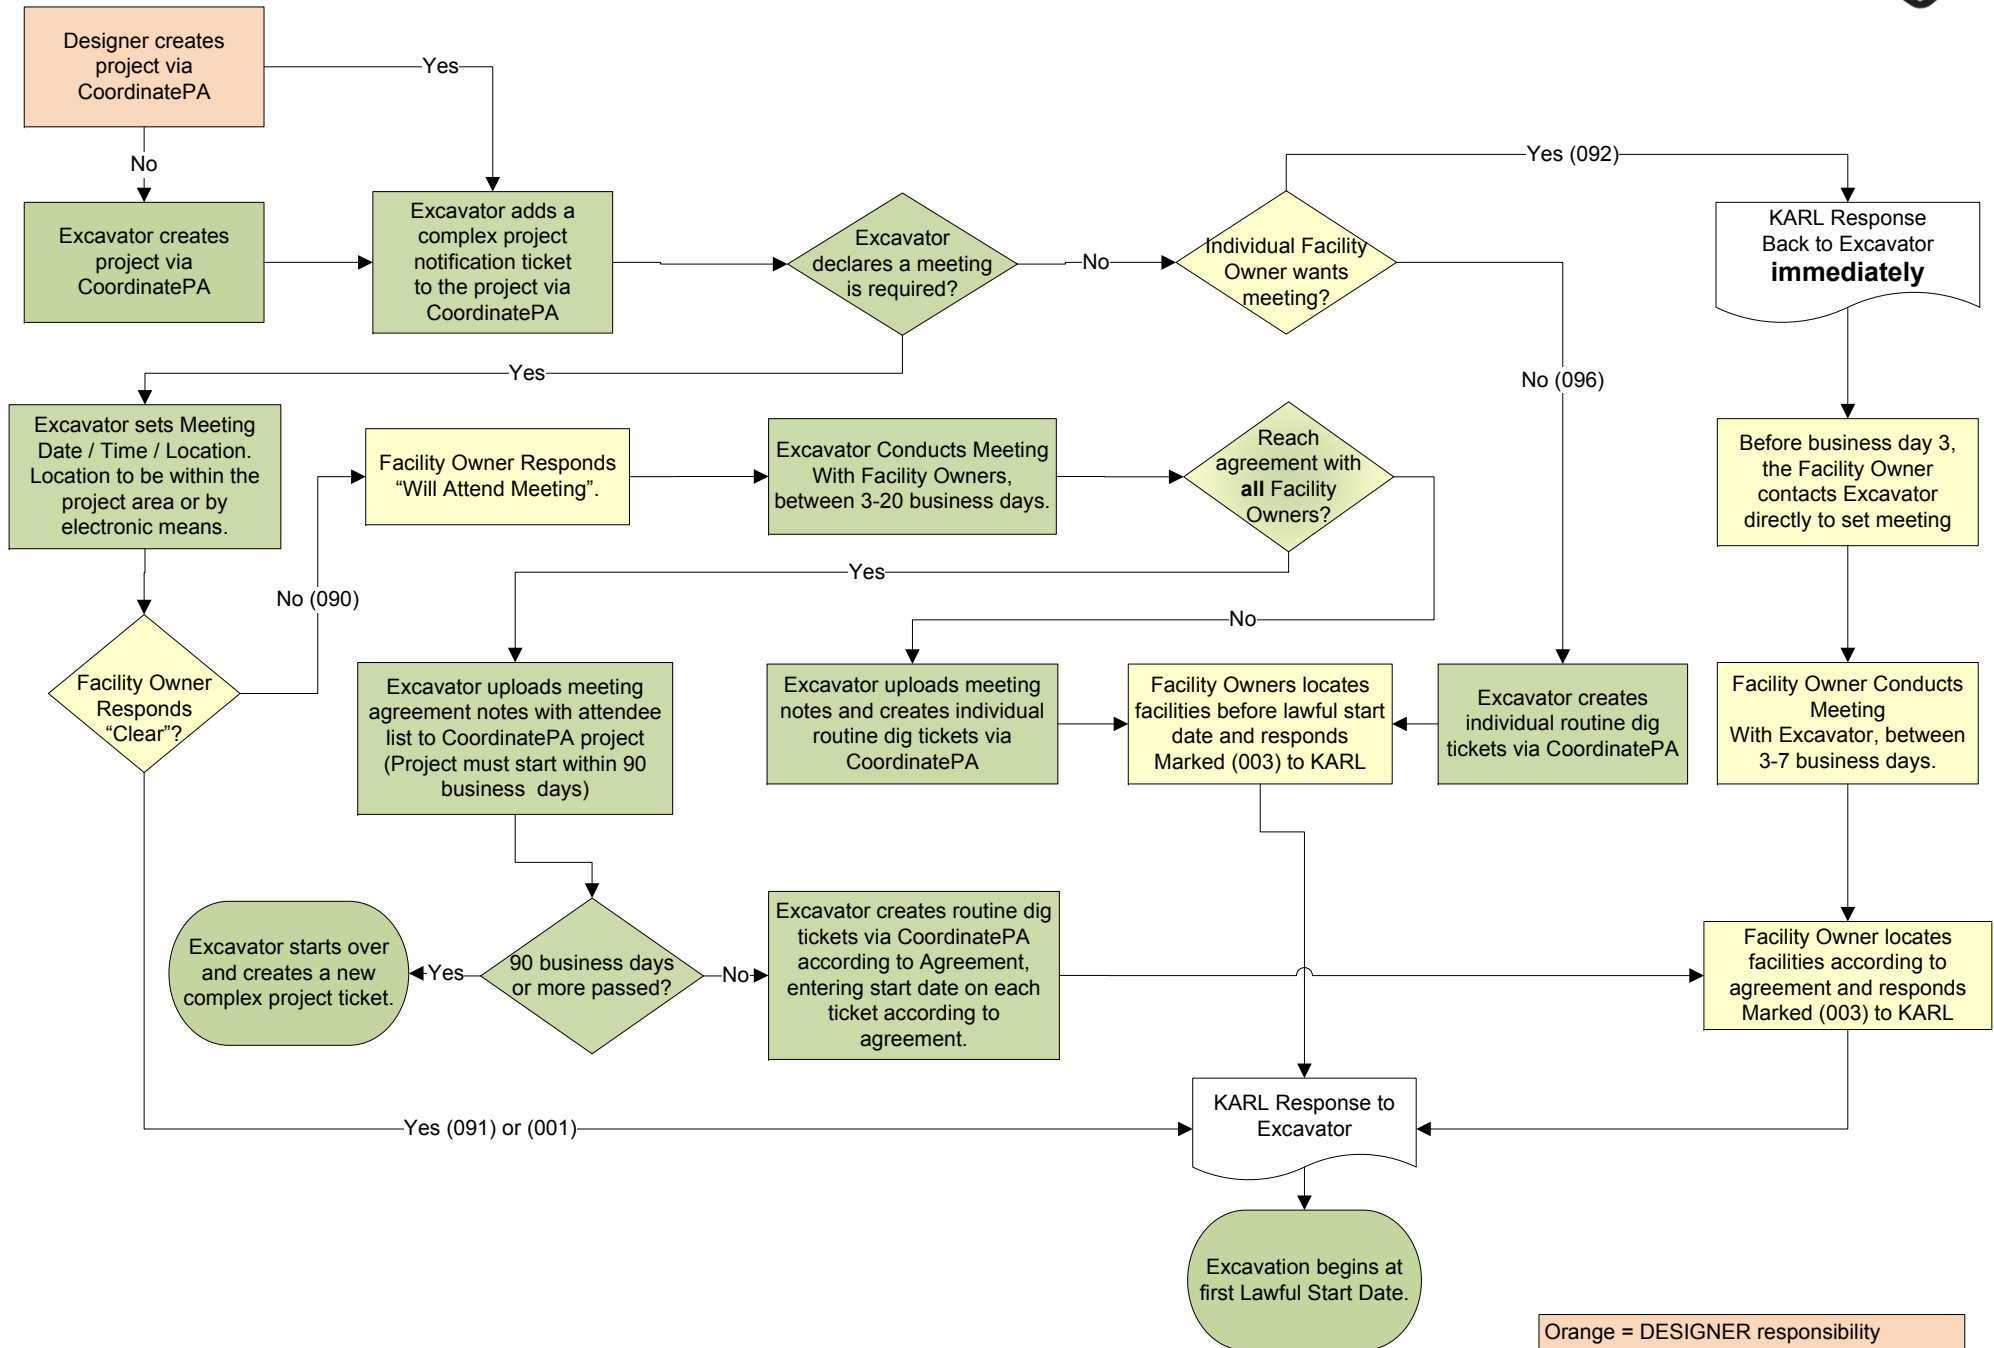 Designer creates
project via
CoordinatePA
Yes
No
Excavator creates
project via
CoordinatePA
Excavator adds a
complex project
notification ticket
to the project via
CoordinatePA
Excavator
declares a meeting
is required?
No
Individual Facility
Owner wants
meeting?
Yes (092)
KARL Response
Back to Excavator
immediately
Yes
No (096)
Excavator sets Meeting
Date / Time / Location.
Location to be within the
project area or by
electronic means.
Facility Owner Responds
“Will Attend Meeting”.
Excavator Conducts Meeting
With Facility Owners,
between 3-20 business days.
Reach
agreement with
all Facility
Owners?
Before business day 3,
the Facility Owner
contacts Excavator
directly to set meeting
No (090)
Yes
No
Facility Owner
Responds
“Clear”?
Excavator uploads meeting
agreement notes with attendee
list to CoordinatePA project
(Project must start within 90
business days)
Excavator uploads meeting
notes and creates individual
routine dig tickets via
CoordinatePA
Facility Owners locates
facilities before lawful start
date and responds
Marked (003) to KARL
Excavator creates
individual routine dig
tickets via CoordinatePA
Facility Owner Conducts
Meeting
With Excavator, between
3-7 business days.
Excavator starts over
and creates a new
complex project ticket.
Yes
90 business days
or more passed?
No
Excavator creates routine dig
tickets via CoordinatePA
according to Agreement,
entering start date on each
ticket according to
agreement.
Facility Owner locates
facilities according to
agreement and responds
Marked (003) to KARL
Yes (091) or (001)
KARL Response to
Excavator
Excavation begins at
first Lawful Start Date.
Orange = DESIGNER responsibility